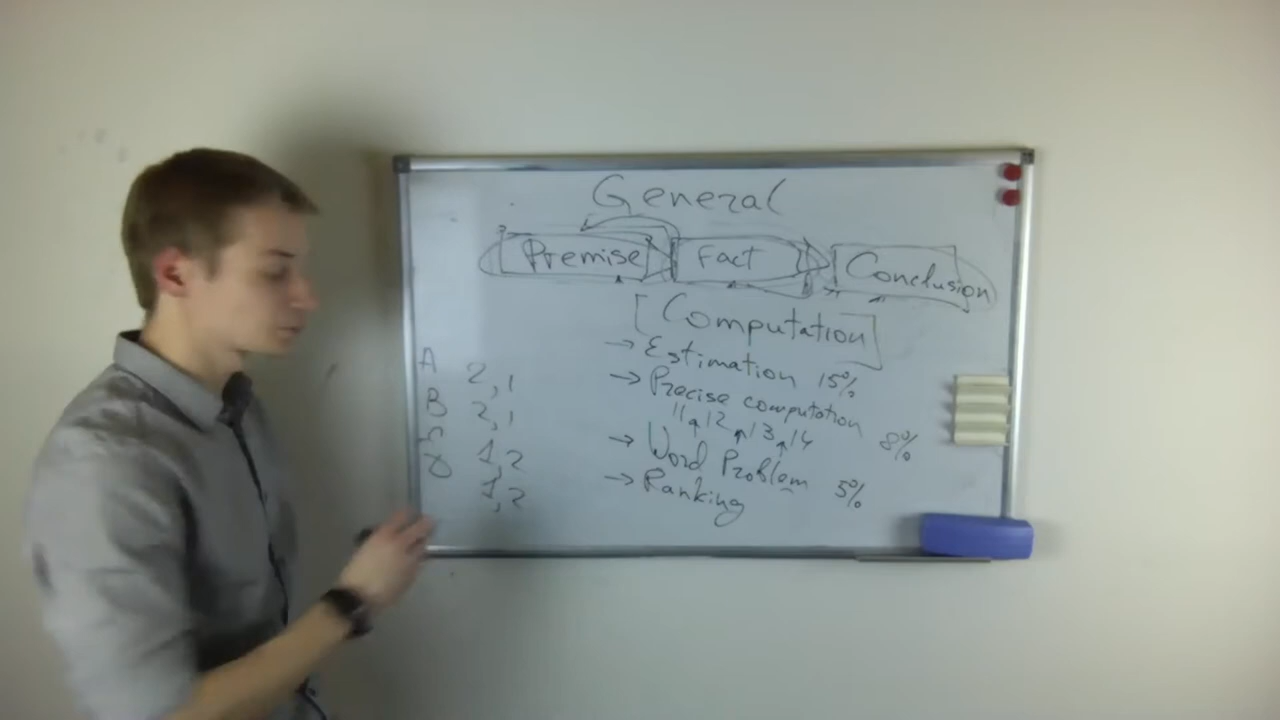 General
Premise Fact Conclusion
Computation
→ Estimation 15%
→ Precise computation 8%
11 12 13 14
→ Word Problem 5%
→ Ranking
A 2,1
B 2,1
1,2
1,2